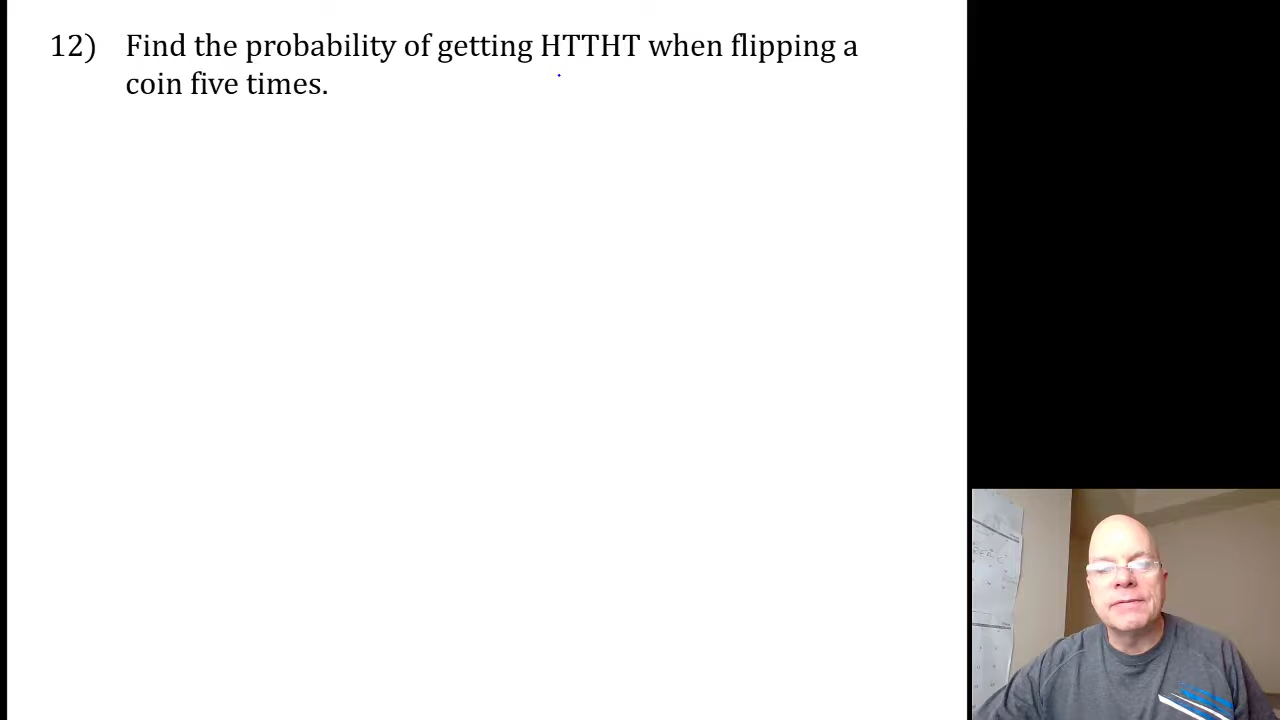 12) Find the probability of getting HTTHT when flipping a
coin five times.